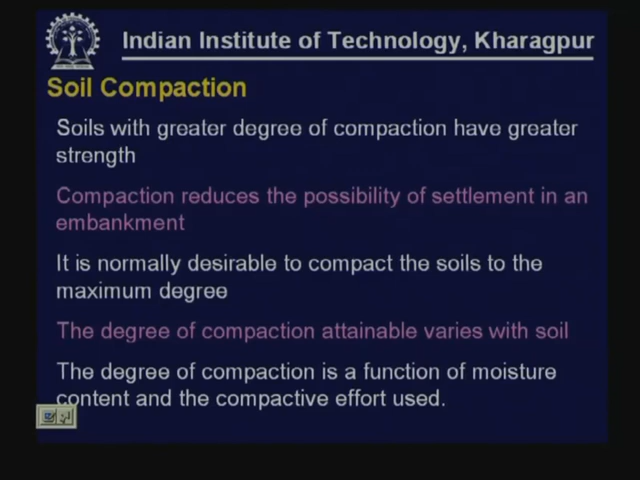 Indian Institute of Technology, Kharagpur
Soil Compaction
Soils with greater degree of compaction have greater
strength
Compaction reduces the possibility of settlement in an
embankment
It is normally desirable to compact the soils to the
maximum degree
The degree of compaction attainable varies with soil
The degree of compaction is a function of moisture
content and the compactive effort used.